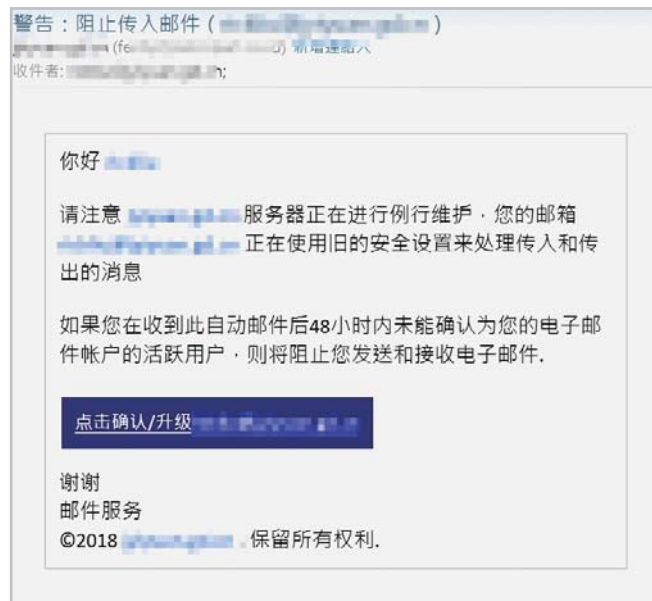 警告：阻止传入邮件 ( )
(fe ) 新增連絡人
收件者: h;
你好
请注意 服务器正在进行例行维护，您的邮箱
正在使用旧的安全设置来处理传入和传
出的消息
如果您在收到此自动邮件后48小时内未能确认为您的电子邮
件帐户的活跃用户，则将阻止您发送和接收电子邮件.
点击确认/升级
谢谢
邮件服务
©2018 . 保留所有权利.